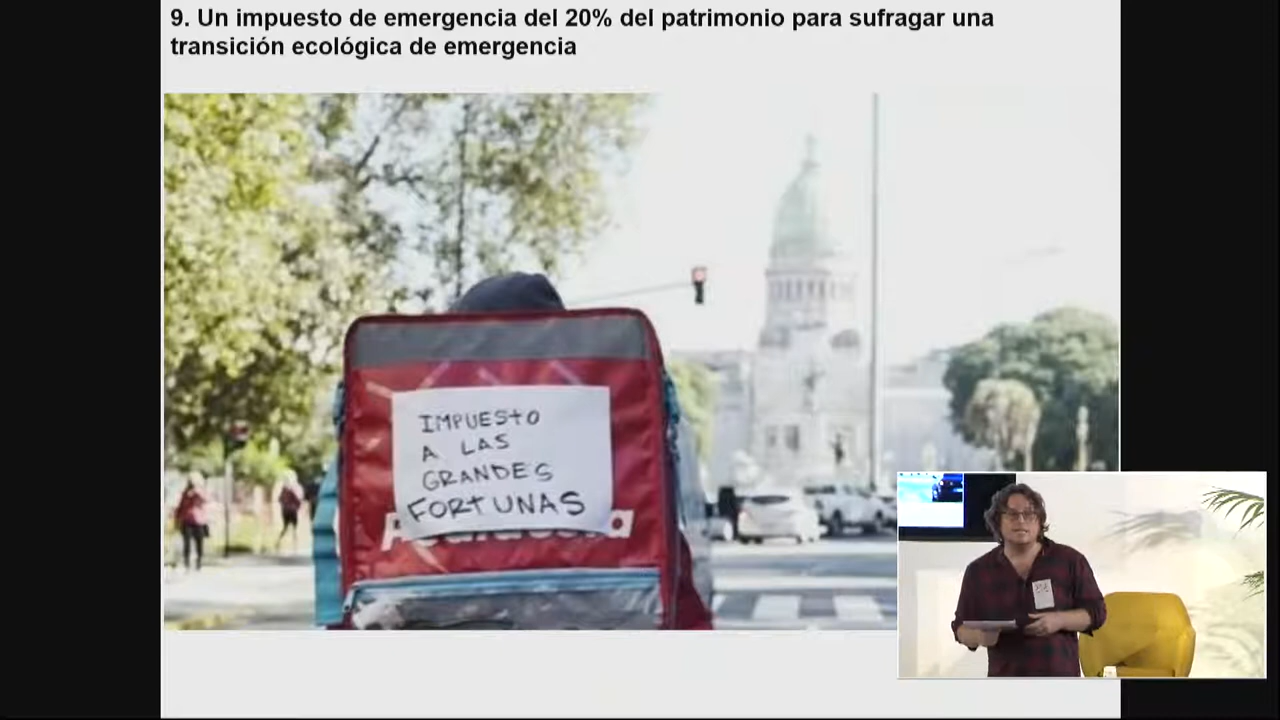 9. Un impuesto de emergencia del 20% del patrimonio para sufragar una
transición ecológica de emergencia
IMPUESTO
A LAS
GRANDES
FORTUNAS